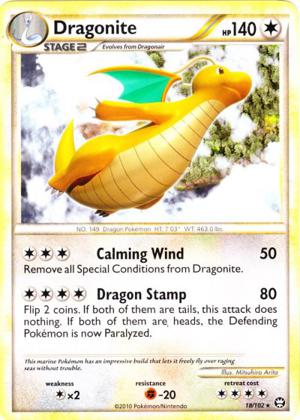 Dragonite HP 140
STAGE 2 Evolves from Dragonair
NO. 149 Dragon Pokémon HT: 7'03" WT: 463.0 lbs.
Calming Wind 50
Remove all Special Conditions from Dragonite.
Dragon Stamp 80
Flip 2 coins. If both of them are tails, this attack does
nothing. If both of them are heads, the Defending
Pokémon is now Paralyzed.
This marine Pokémon has an impressive build that lets it freely fly over raging
seas without trouble.
weakness resistance retreat cost
×2 -20
©2010 Pokémon/Nintendo 18/102 ★
Illus. Mitsuhiro Arita